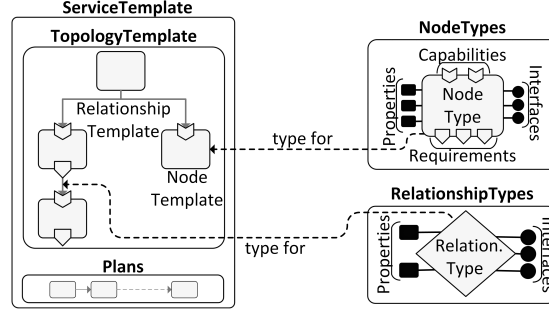 ServiceTemplate
TopologyTemplate
Relationship
Template
Node
Template
Plans
type for
type for
NodeTypes
Capabilities
Properties
Node
Type
Interfaces
Requirements
RelationshipTypes
Properties
Relation.
Type
Interfaces